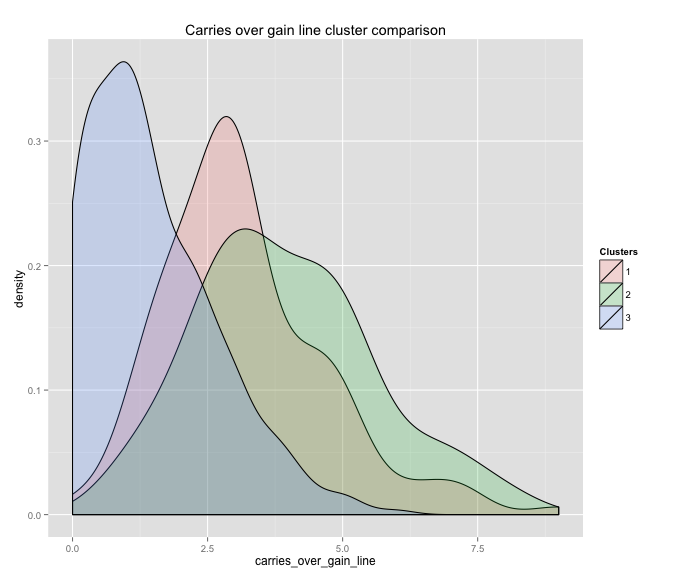 Carries over gain line cluster comparison
density
0.3
0.2
0.1
0.0
0.0 2.5 5.0 7.5
carries_over_gain_line
Clusters
1
2
3